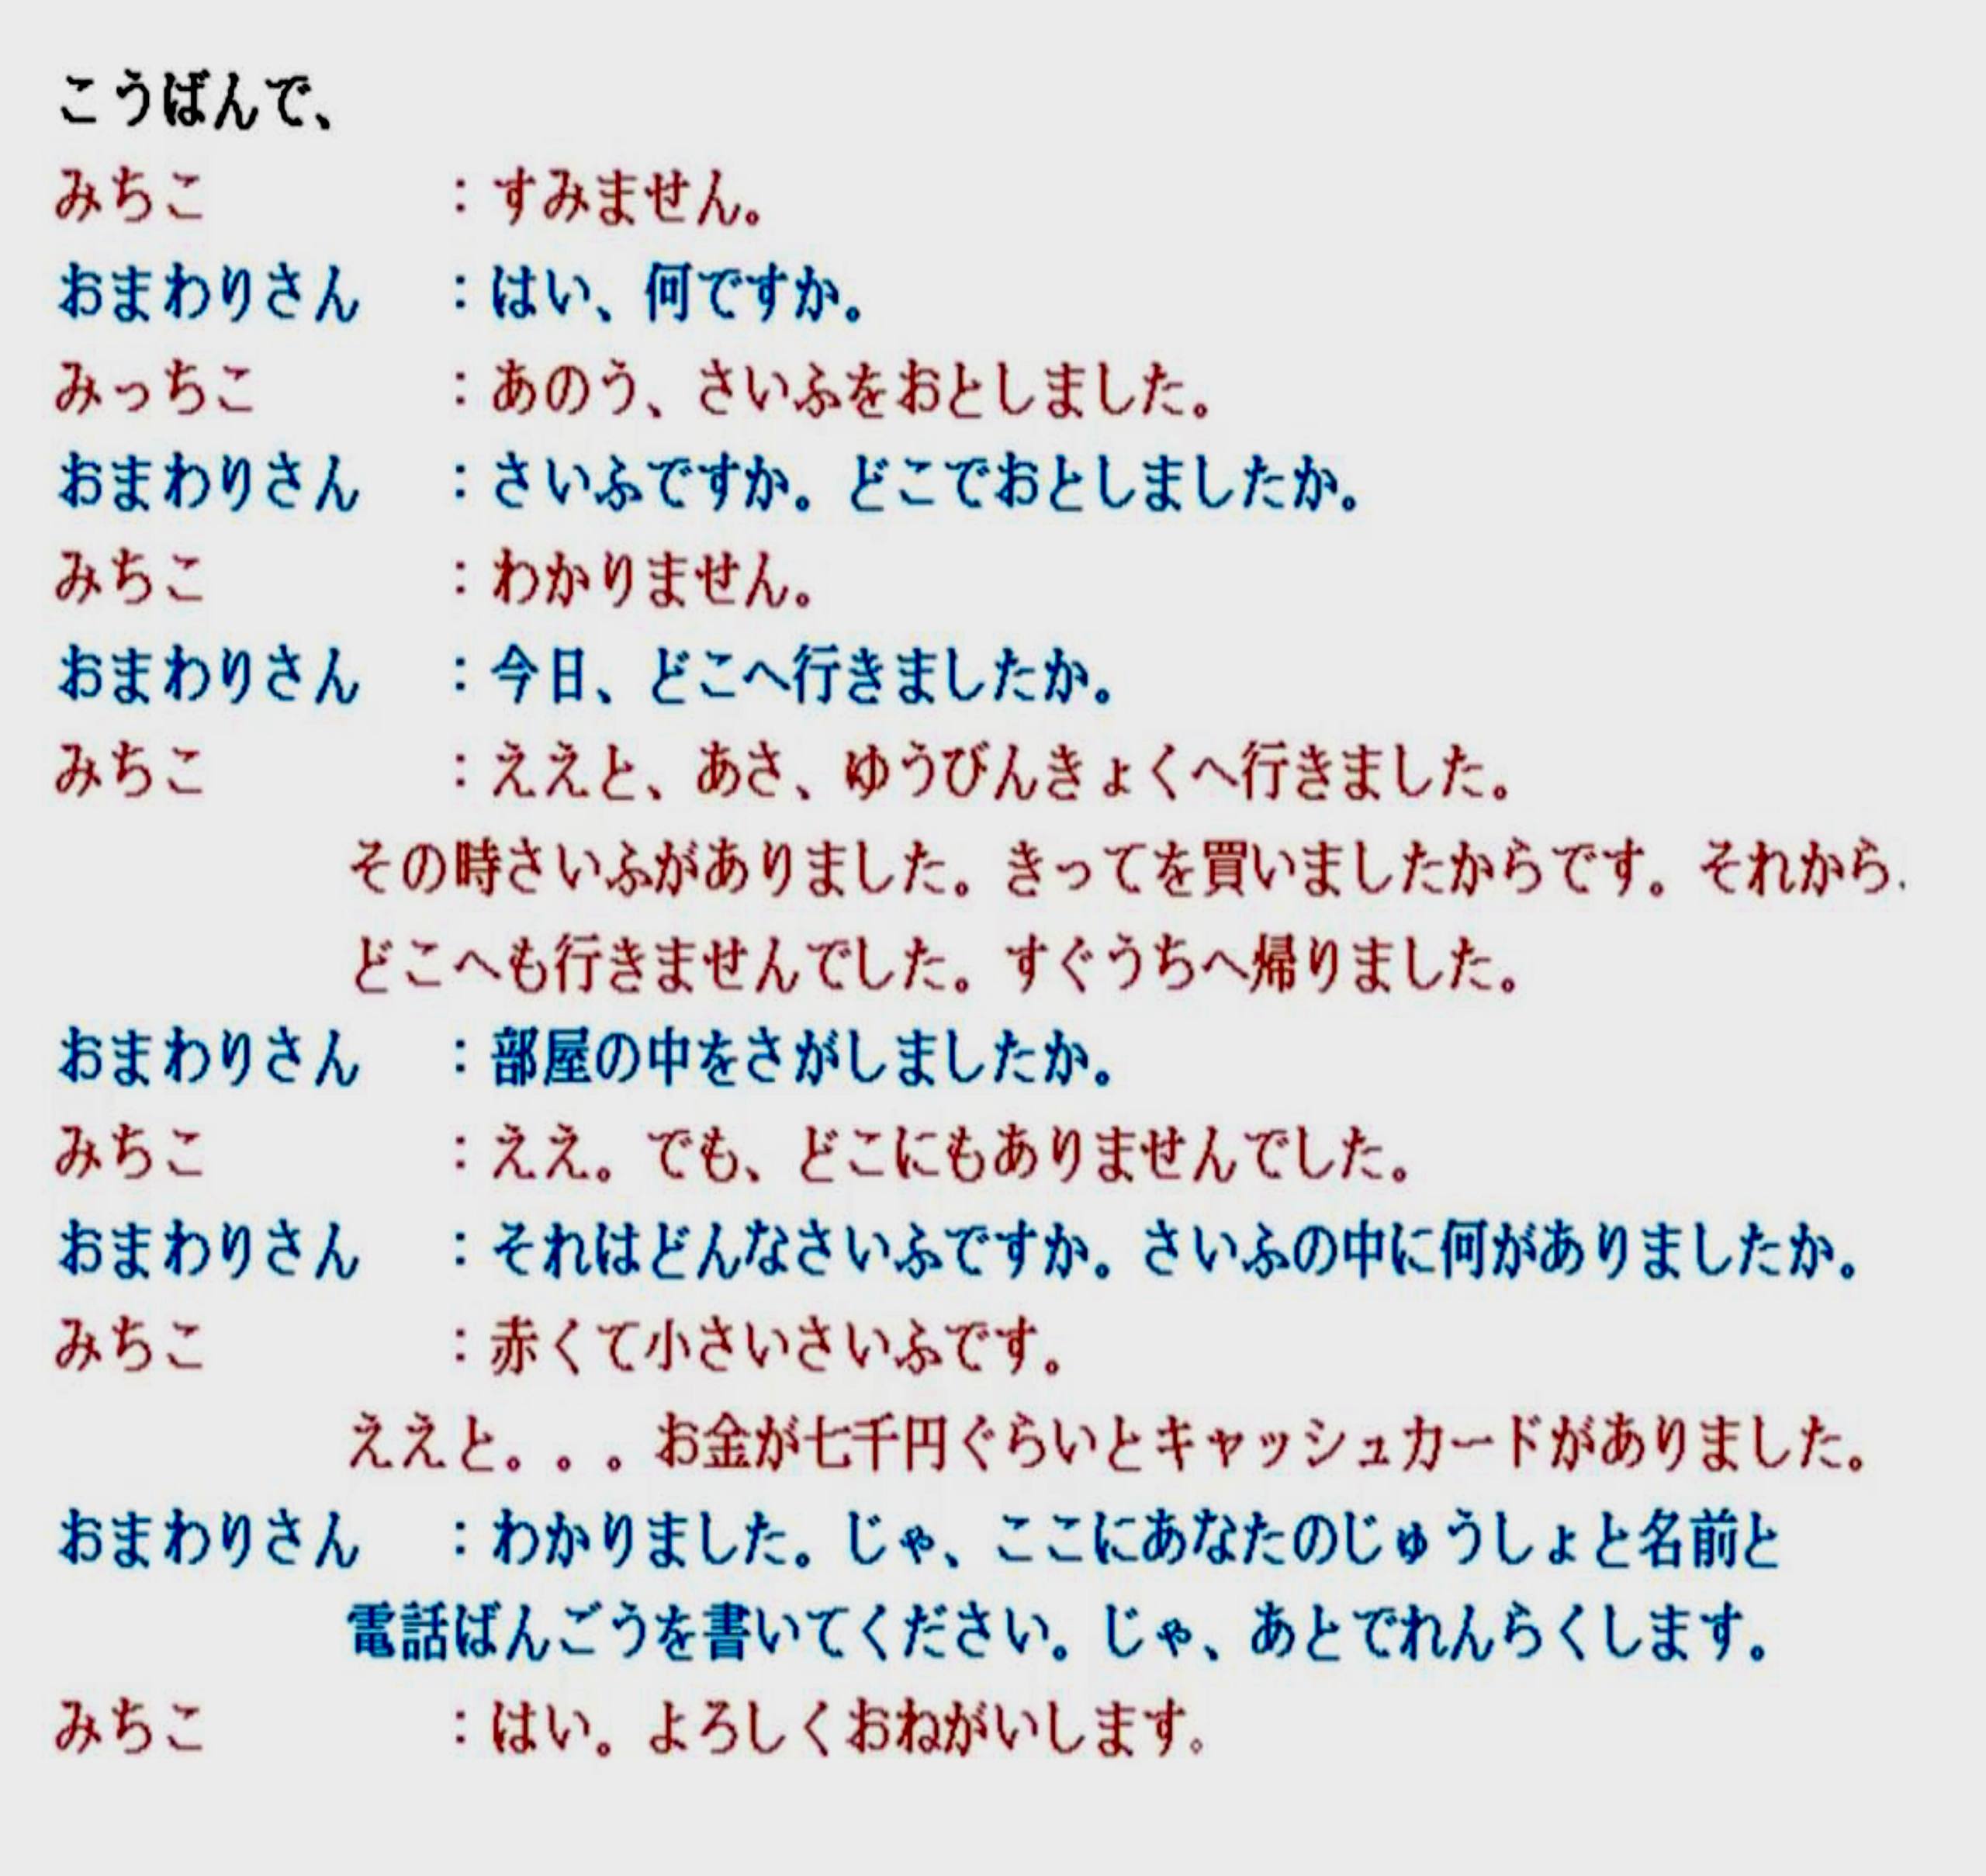 こうばんで、
みちこ : すみません。
おまわりさん : はい、何ですか。
みっちこ : あのう、さいふをおとしました。
おまわりさん : さいふですか。どこでおとしましたか。
みちこ : わかりません。
おまわりさん : 今日、どこへ行きましたか。
みちこ : ええと、あさ、ゆうびんきょくへ行きました。
その時さいふがありました。きってを買いましたからです。それから、
どこへも行きませんでした。すぐうちへ帰りました。
おまわりさん : 部屋の中をさがしましたか。
みちこ : ええ。でも、どこにもありませんでした。
おまわりさん : それはどんなさいふですか。さいふの中に何がありましたか。
みちこ : 赤くて小さいさいふです。
ええと。。。お金が七千円ぐらいとキャッシュカードがありました。
おまわりさん : わかりました。じゃ、ここにあなたのじゅうしょと名前と
電話ばんごうを書いてください。じゃ、あとでれんらくします。
みちこ : はい。よろしくおねがいします。